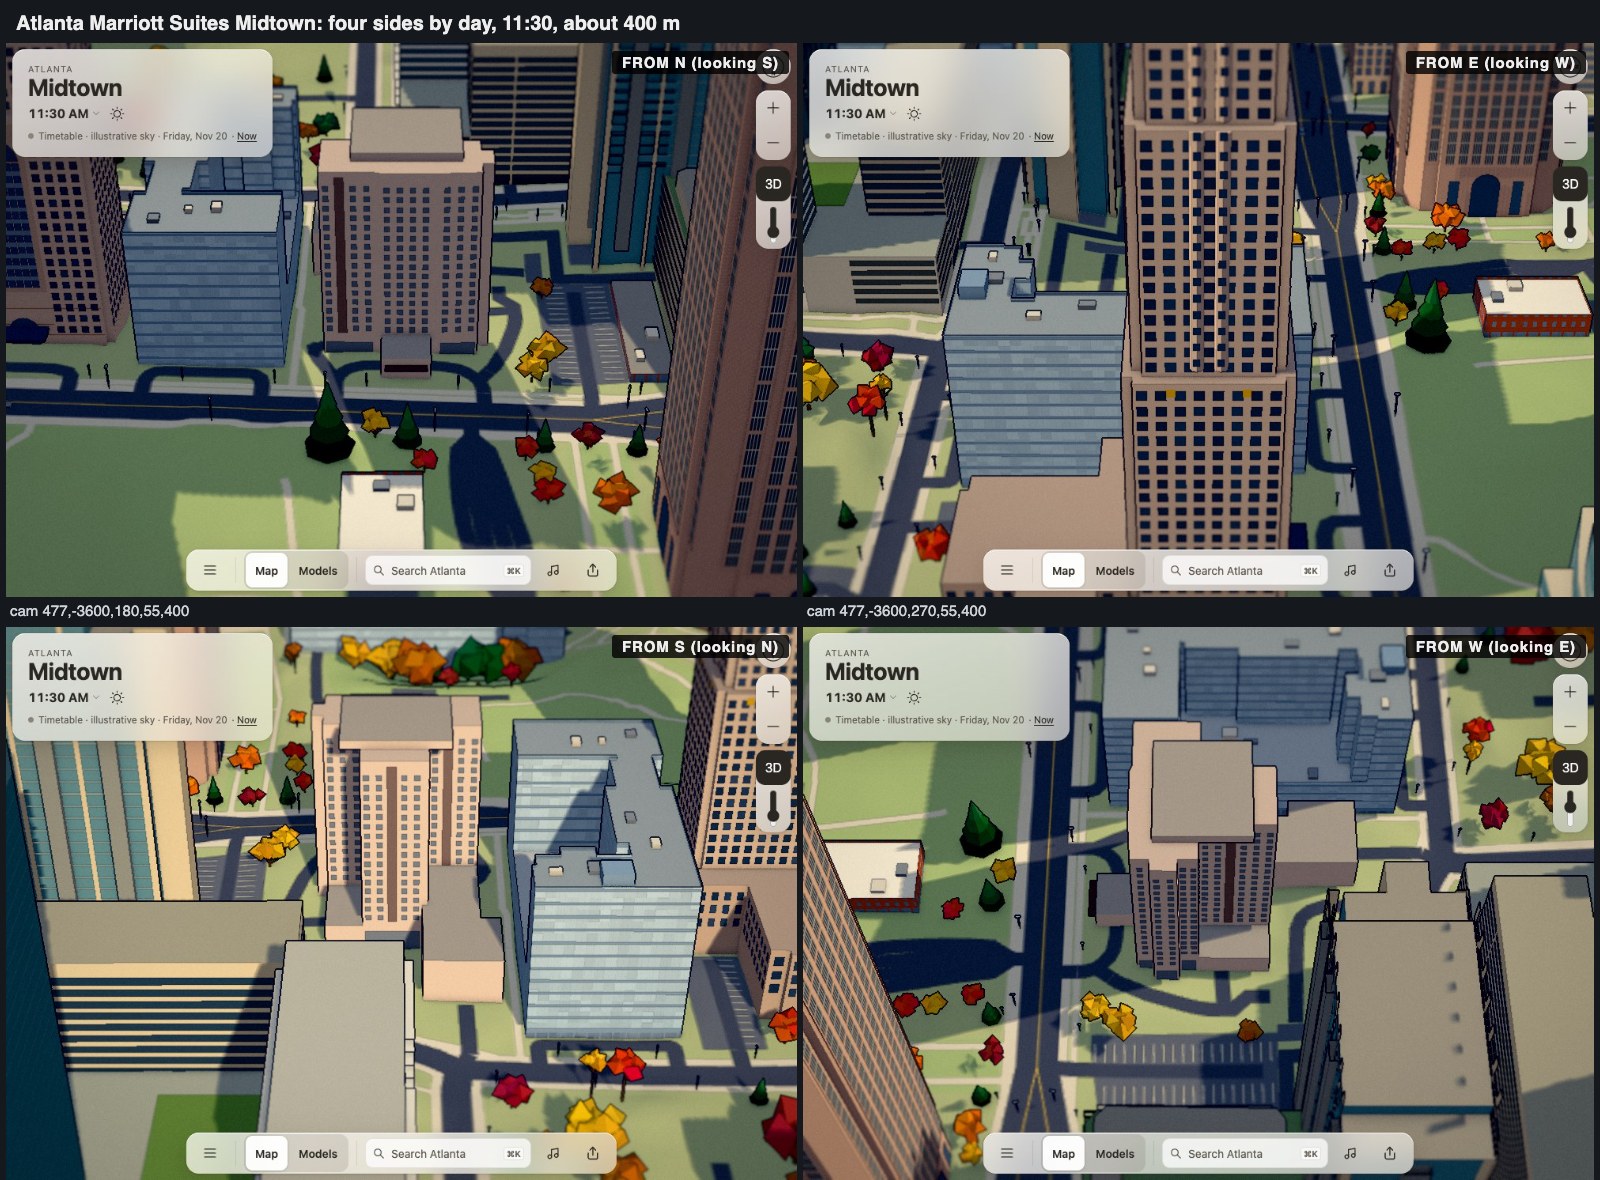 Atlanta Marriott Suites Midtown: four sides by day, 11:30, about 400 m
ATLANTA
Midtown
11:30 AM
Timetable · illustrative sky · Friday, Nov 20 · Now
FROM N (looking S)
+
−
3D
Map
Models
Search Atlanta
⌘K
ATLANTA
Midtown
11:30 AM
Timetable · illustrative sky · Friday, Nov 20 · Now
FROM E (looking W)
+
−
3D
Map
Models
Search Atlanta
⌘K
cam 477,-3600,180,55,400
cam 477,-3600,270,55,400
ATLANTA
Midtown
11:30 AM
Timetable · illustrative sky · Friday, Nov 20 · Now
FROM S (looking N)
+
−
3D
Map
Models
Search Atlanta
⌘K
ATLANTA
Midtown
11:30 AM
Timetable · illustrative sky · Friday, Nov 20 · Now
FROM W (looking E)
+
−
3D
Map
Models
Search Atlanta
⌘K